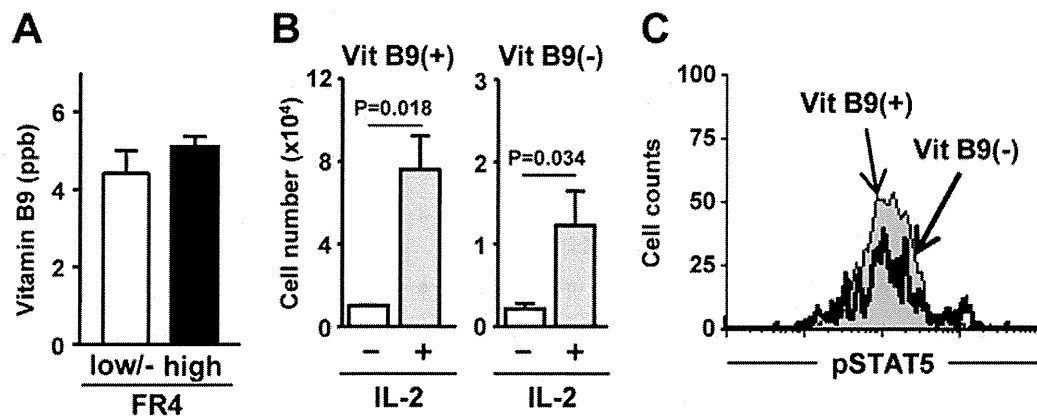 A
Vitamin B9 (ppb)
6
4
2
0
low/- high
FR4
B
Vit B9(+)
Cell number (x10⁴)
12
8
4
0
P=0.018
− +
IL-2
Vit B9(-)
3
2
1
0
P=0.034
− +
IL-2
C
Cell counts
100
75
50
25
0
Vit B9(+)
Vit B9(-)
pSTAT5